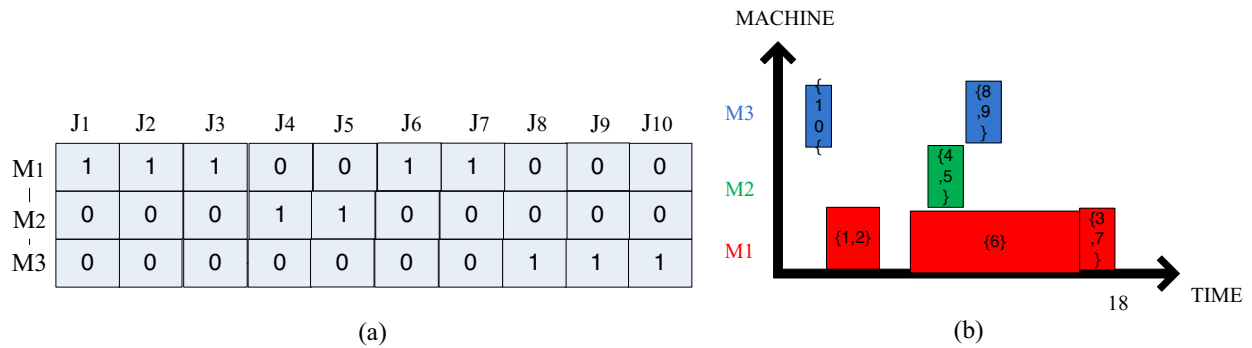 J1 J2 J3 J4 J5 J6 J7 J8 J9 J10
M1 1 1 1 0 0 1 1 0 0 0
M2 0 0 0 1 1 0 0 0 0 0
M3 0 0 0 0 0 0 0 1 1 1
(a)
MACHINE
M3
{
1
0
{
{8
,9
}
M2
{4
,5
}
M1
{1,2}
{6}
{3
,7
}
18
TIME
(b)